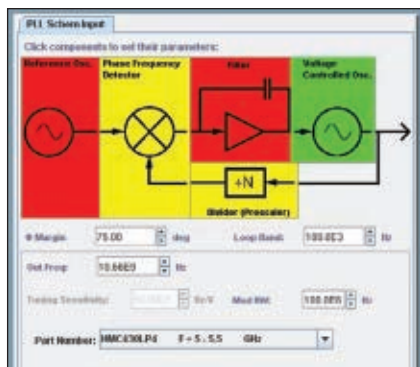 PLL Schem Input
Click components to set their parameters:
Reference Osc.
Phase Frequency Detector
Filter
Voltage Controlled Osc.
÷N
Divider (Prescaler)
Φ Margin: 75.00 deg
Loop Band: 100.0E3 Hz
Out Freq: Hz
Tuning Sensitivity: Hz/V
Mod BW: 100.0E6 Hz
Part Number: HMC430LP4 F = 5 . 5.5 GHz